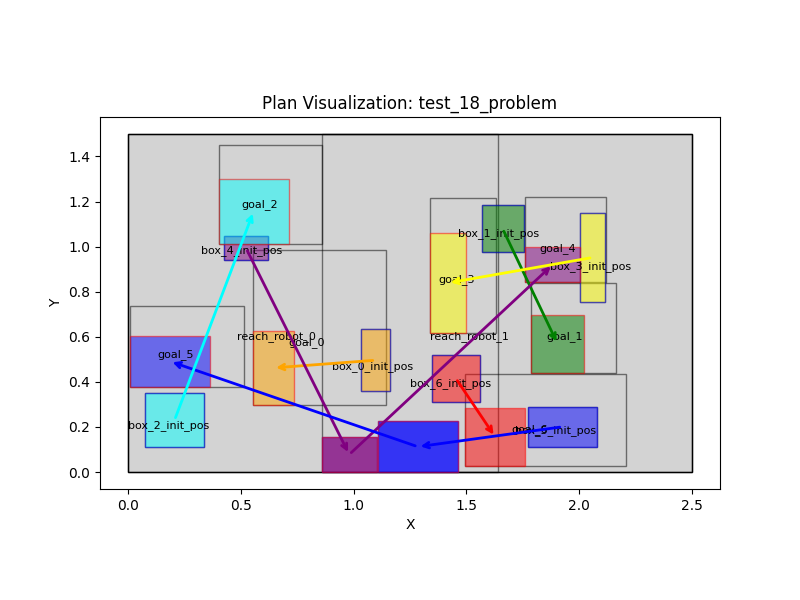 Plan Visualization: test_18_problem
1.4
1.2
1.0
0.8
0.6
0.4
0.2
0.0
Y
goal_2
box_4_init_pos
box_1_init_pos
goal_4
box_3_init_pos
goal_3
reach_robot_0
goal_0
reach_robot_1
goal_1
goal_5
box_0_init_pos
box_6_init_pos
box_2_init_pos
goal_6
0.0 0.5 1.0 1.5 2.0 2.5
X